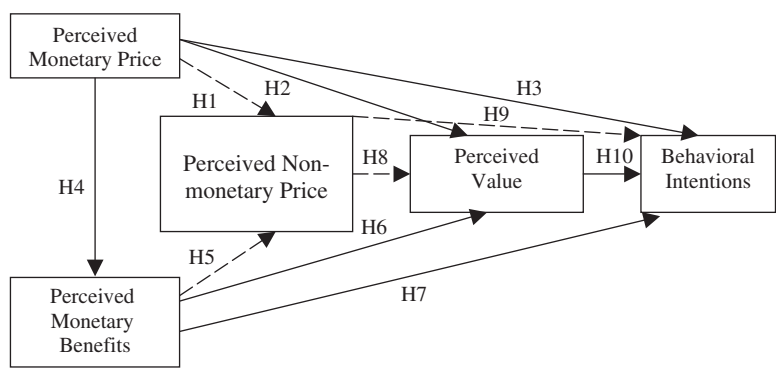 Perceived
Monetary Price
H1
H2
H3
H9
Perceived Non-
monetary Price
H8
Perceived
Value
H10
Behavioral
Intentions
H4
H5
H6
H7
Perceived
Monetary
Benefits